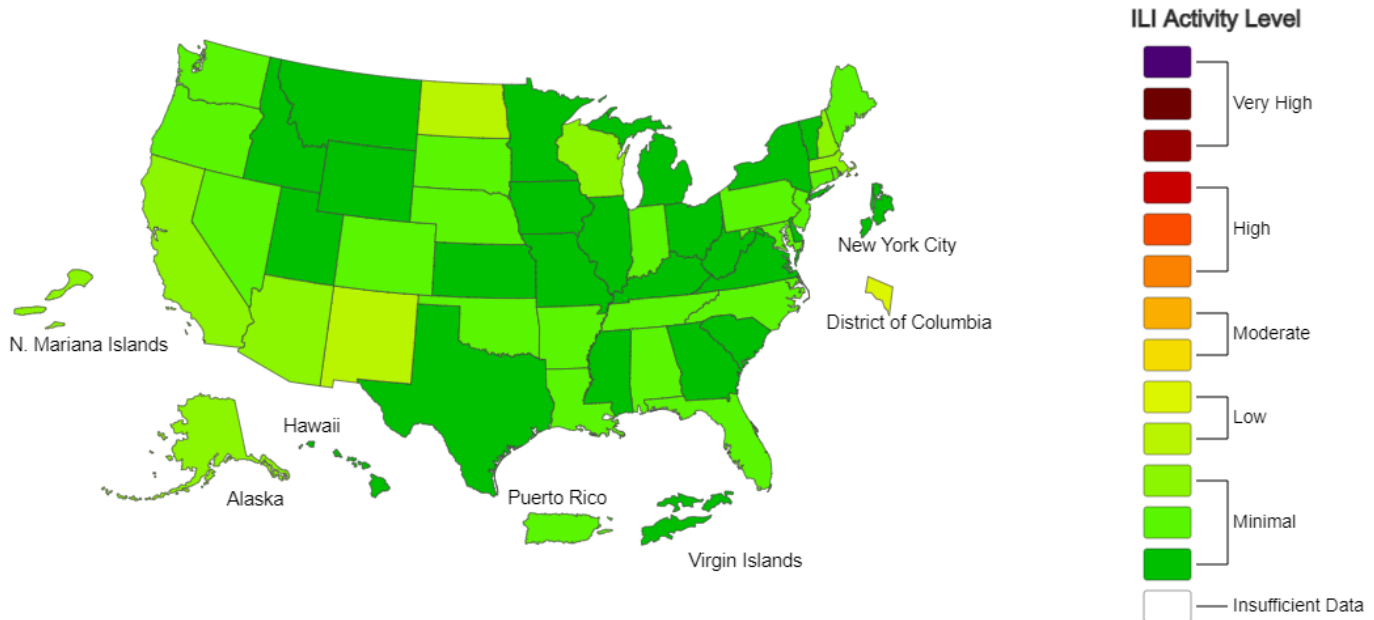 ILI Activity Level
Very High
High
Moderate
Low
Minimal
Insufficient Data
New York City
District of Columbia
N. Mariana Islands
Hawaii
Alaska
Puerto Rico
Virgin Islands